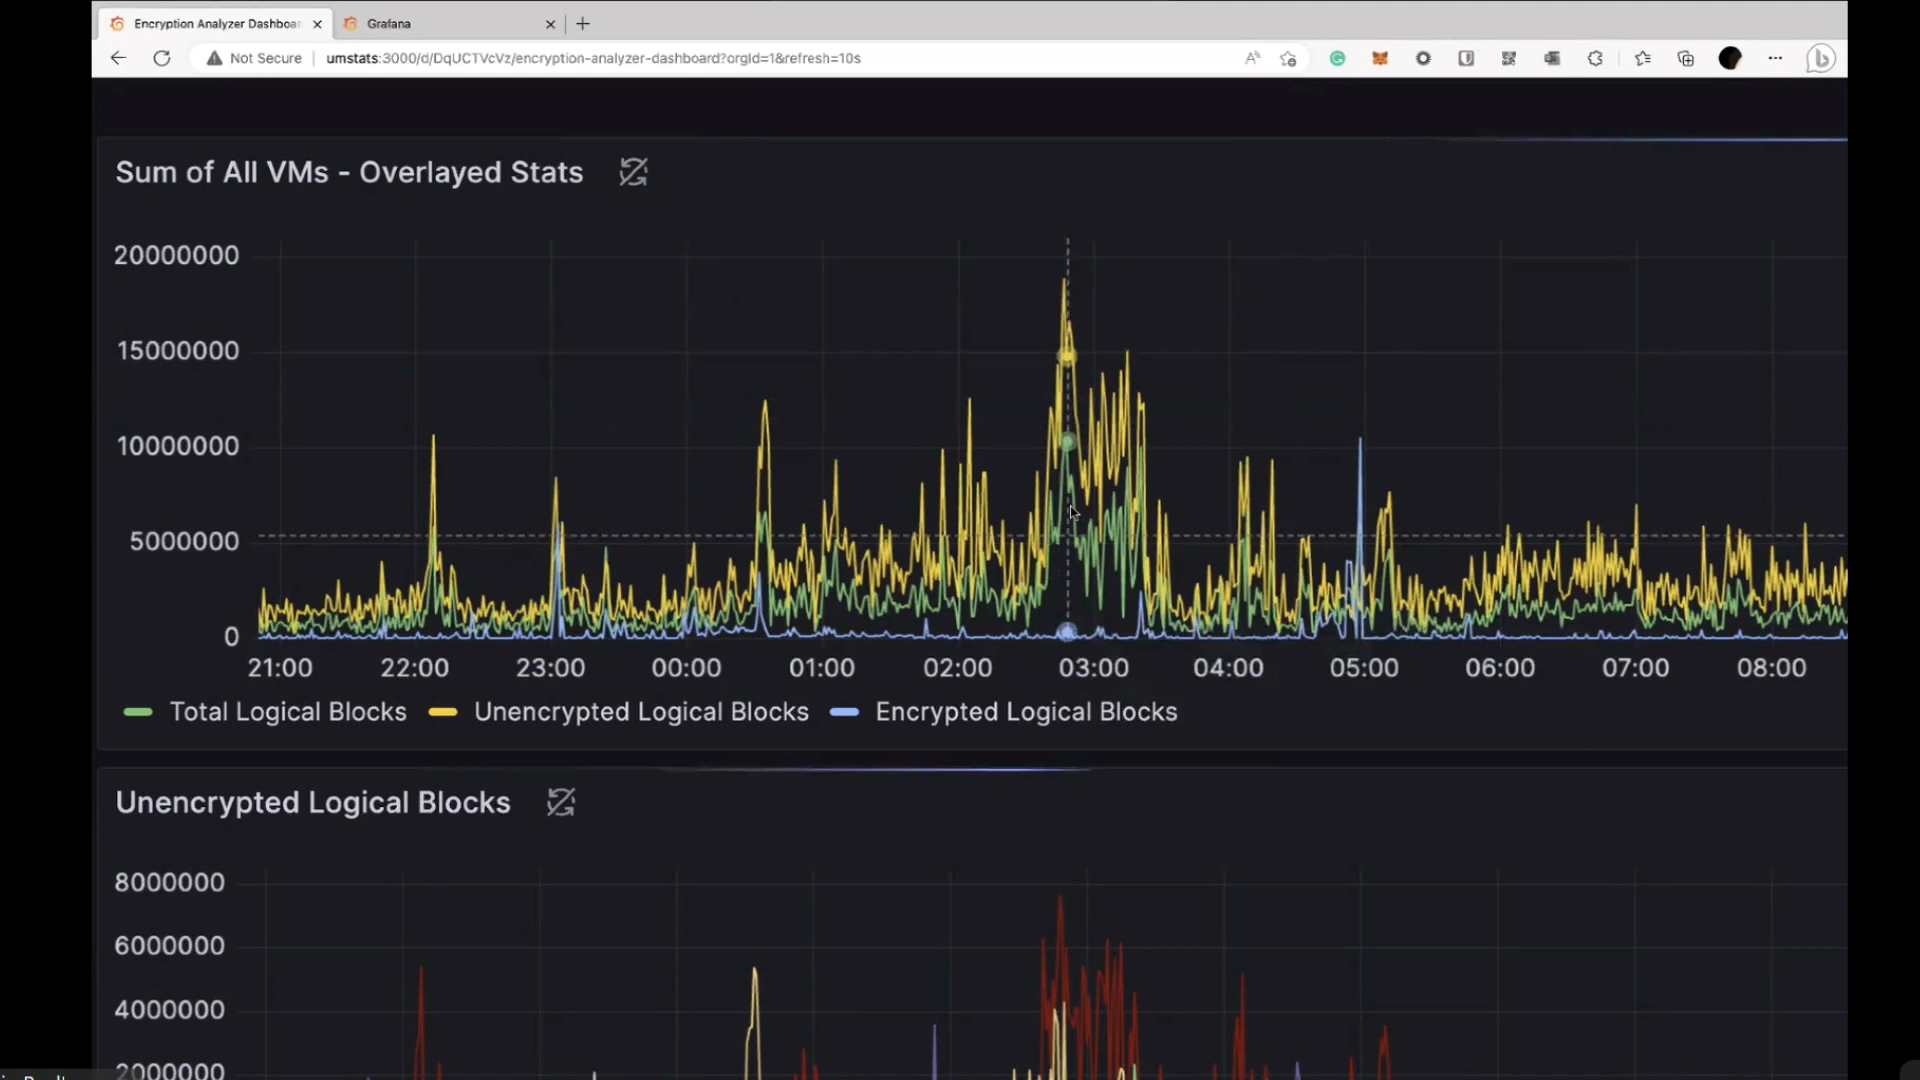 Encryption Analyzer Dashboar
Grafana
Not Secure
umstats:3000/d/DqUCTVcVz/encryption-analyzer-dashboard?orgId=1&refresh=10s
Sum of All VMs - Overlayed Stats
20000000
15000000
10000000
5000000
0
21:00 22:00 23:00 00:00 01:00 02:00 03:00 04:00 05:00 06:00 07:00 08:00
Total Logical Blocks Unencrypted Logical Blocks Encrypted Logical Blocks
Unencrypted Logical Blocks
8000000
6000000
4000000
2000000